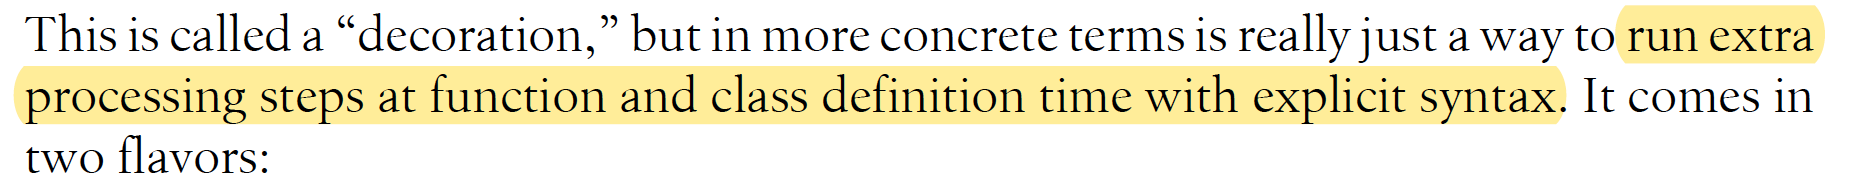 This is called a “decoration,” but in more concrete terms is really just a way to run extra
processing steps at function and class definition time with explicit syntax. It comes in
two flavors: